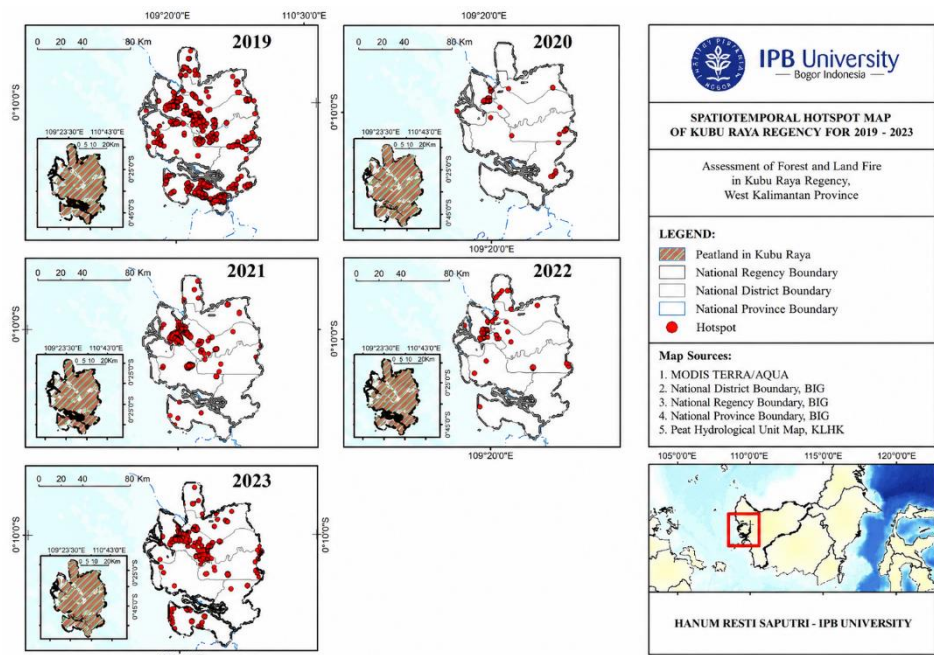 109°20'0"E
110°30'0"E
0 20 40 80 Km
2019
0°10'0"S
109°23'30"E 110°43'0"E
0 5 10 20Km
0°25'0"S
0°45'0"S
109°20'0"E
109°20'0"E
0 20 40 80 Km
2020
0°10'0"S
109°23'30"E 110°43'0"E
0 5 10 20Km
0°25'0"S
0°45'0"S
109°20'0"E
0 20 40 80 Km
2021
0°10'0"S
109°23'30"E 110°43'0"E
0 5 10 20Km
0°25'0"S
0°45'0"S
0 20 40 80 Km
2022
0°10'0"S
109°23'30"E 110°43'0"E
0 5 10 20Km
0°25'0"S
0°45'0"S
109°20'0"E
0 20 40 80 Km
2023
0°10'0"S
109°23'30"E 110°43'0"E
0 5 10 20Km
0°25'0"S
0°45'0"S
IPB University
Bogor Indonesia
SPATIOTEMPORAL HOTSPOT MAP
OF KUBU RAYA REGENCY FOR 2019 - 2023
Assessment of Forest and Land Fire
in Kubu Raya Regency,
West Kalimantan Province
LEGEND:
Peatland in Kubu Raya
National Regency Boundary
National District Boundary
National Province Boundary
Hotspot
Map Sources:
1. MODIS TERRA/AQUA
2. National District Boundary, BIG
3. National Regency Boundary, BIG
4. National Province Boundary, BIG
5. Peat Hydrological Unit Map, KLHK
105°0'0"E 110°0'0"E 115°0'0"E 120°0'0"E
HANUM RESTI SAPUTRI - IPB UNIVERSITY